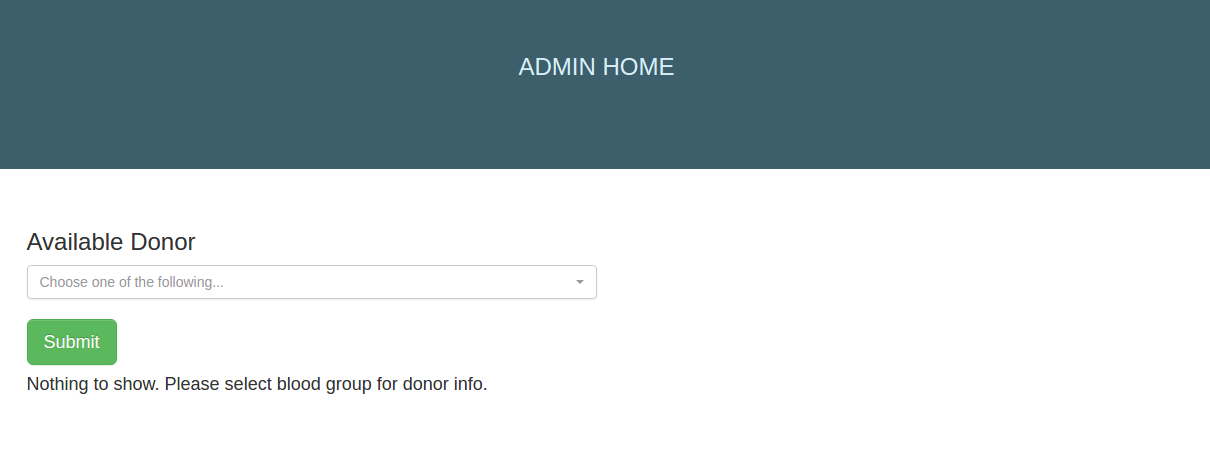 ADMIN HOME
Available Donor
Choose one of the following...
Submit
Nothing to show. Please select blood group for donor info.